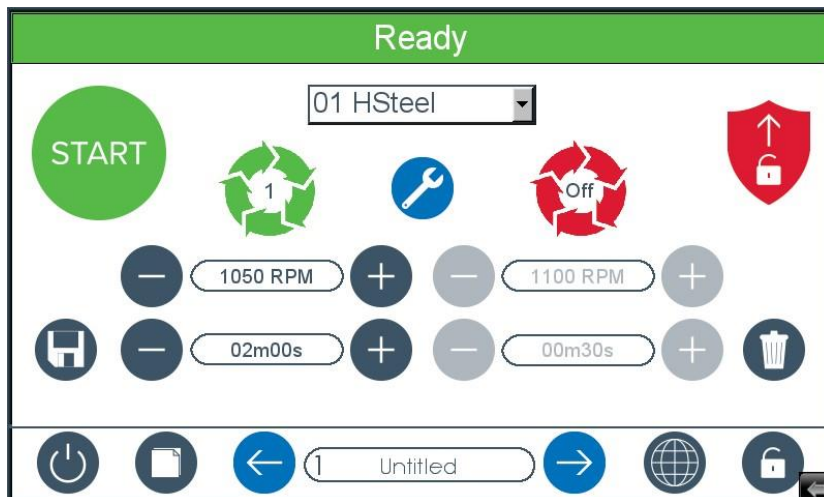 Ready
01 HSteel
START
1
Off
1050 RPM
1100 RPM
02m00s
00m30s
1 Untitled